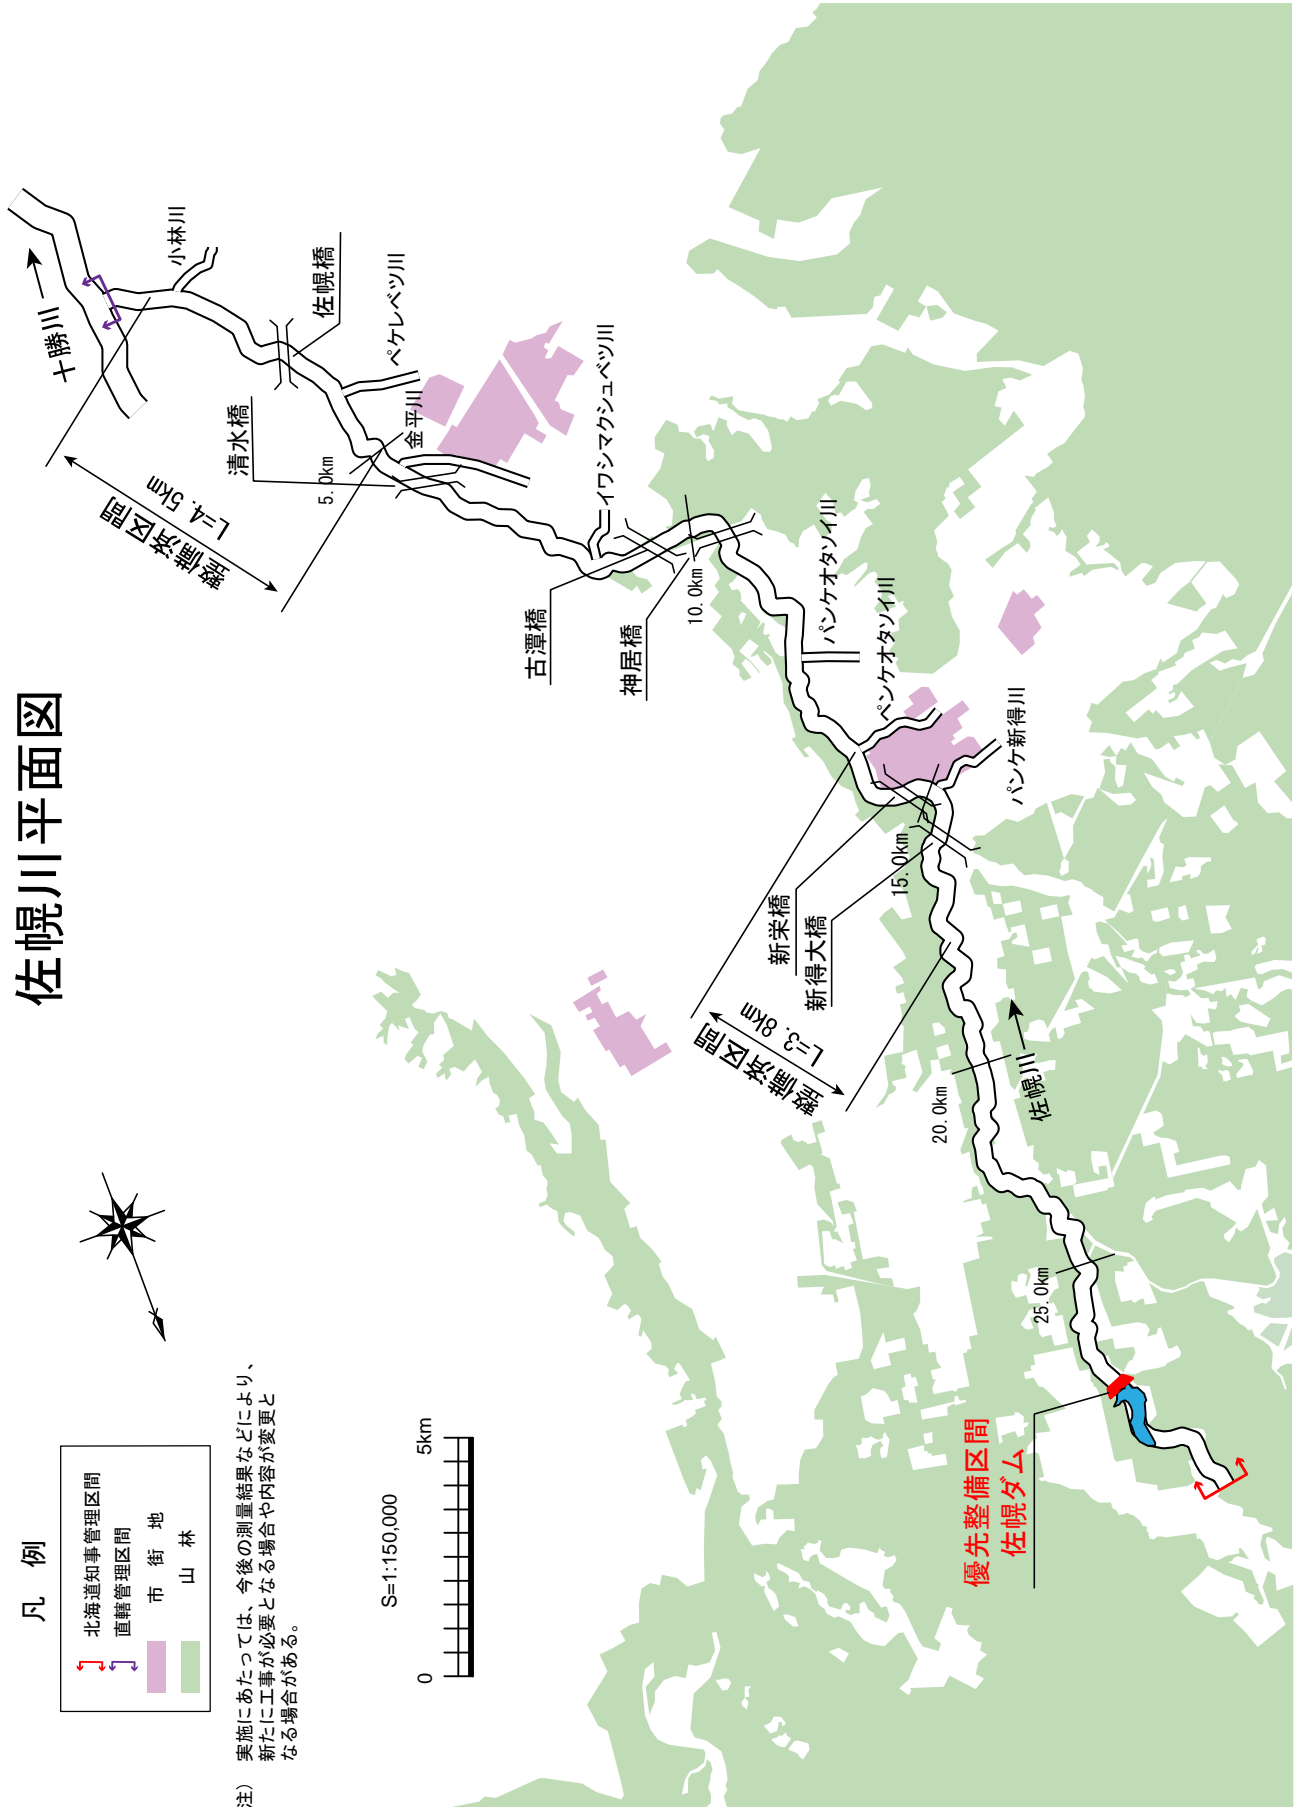 佐幌川平面図
凡　例
北海道知事管理区間
直轄管理区間
市　街　地
山　林
注）　実施にあたっては、今後の測量結果などにより、
新たに工事が必要となる場合や内容が変更と
なる場合がある。
S=1:150,000
0
5km
十勝川
小林川
佐幌橋
ペケレベツ川
清水橋
5.0km
金平川
整備済区間
L=4.5km
イワシマクシュベツ川
古潭橋
神居橋
10.0km
パンケオタソイ川
ペンケオタソイ川
パンケ新得川
15.0km
新栄橋
新得大橋
整備済区間
L=3.8km
20.0km
佐幌川
25.0km
優先整備区間
佐幌ダム